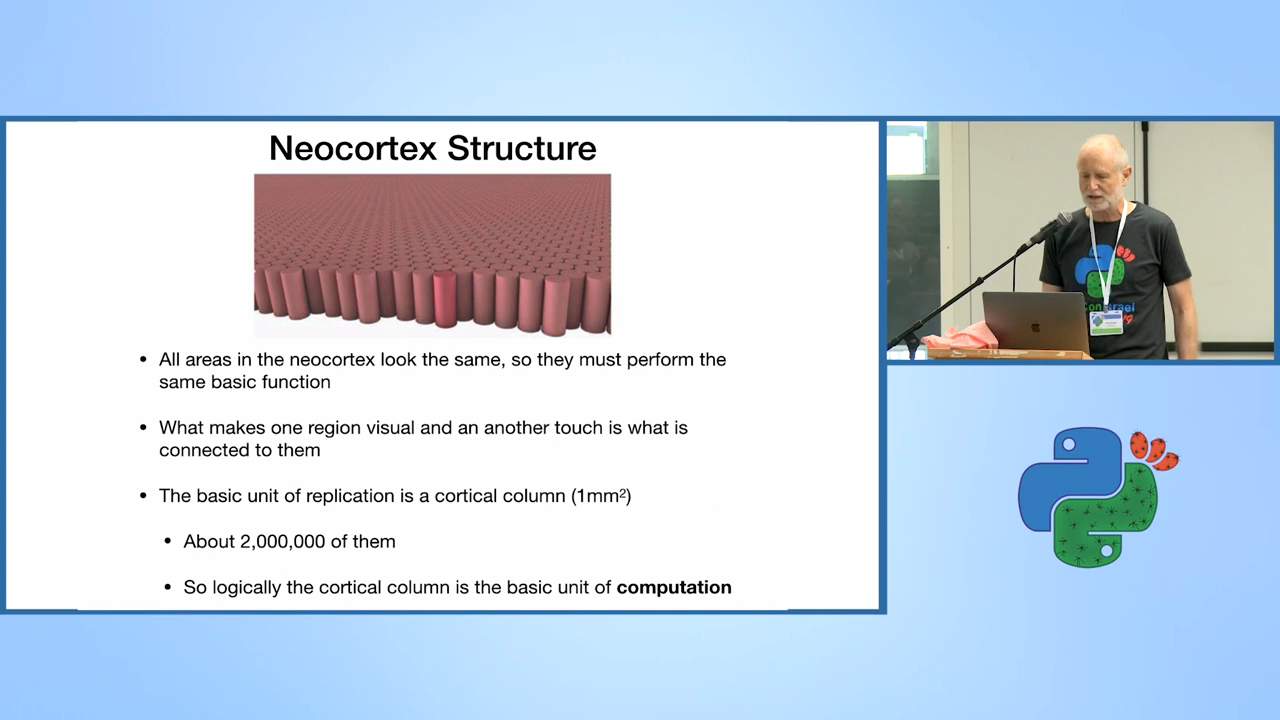 Neocortex Structure
• All areas in the neocortex look the same, so they must perform the
same basic function
• What makes one region visual and an another touch is what is
connected to them
• The basic unit of replication is a cortical column (1mm²)
• About 2,000,000 of them
• So logically the cortical column is the basic unit of computation